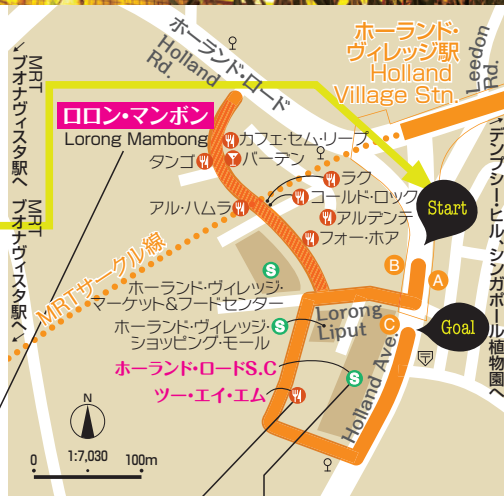 ホーランド・ロード
Holland
Rd.
ホーランド・
ヴィレッジ駅
Holland
Village Stn.
Leedon
Rd.
↙MRT
ブオナヴィスタ駅へ
MRT
ブオナヴィスタ駅へ↙
ロロン・マンボン
Lorong Mambong
カフェ・セム・リープ
タンゴ
バーデン
ラク
コールド・ロック
アル・ハムラ
アルデンテ
フォー・ホア
Start
B
A
MRTサークル線
S
ホーランド・ヴィレッジ・
マーケット&フードセンター
ホーランド・ヴィレッジ・
ショッピング・モール
S
Lorong
Liput
C
Goal
ホーランド・ロードS.C
S
ツー・エイ・エム
Holland Ave.
デンプシー・ヒル、シンガポール植物園へ
N
0
1:7,030
100m